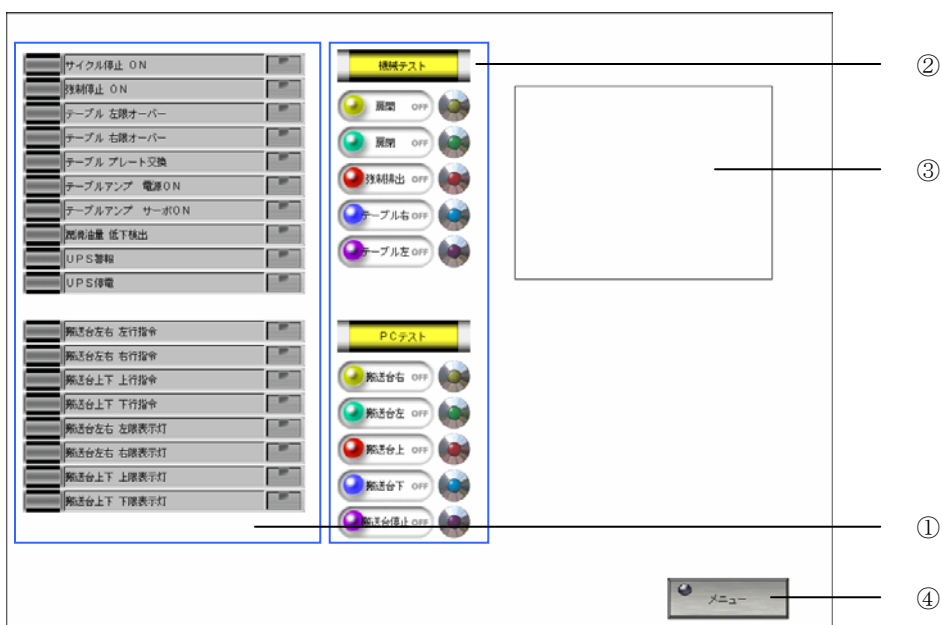 サイクル停止 ON
強制停止 ON
テーブル 左限オーバー
テーブル 右限オーバー
テーブル プレート交換
テーブルアンプ 電源ON
テーブルアンプ サーボON
潤滑油量 低下検出
UPS警報
UPS停電
搬送台左右 左行指令
搬送台左右 右行指令
搬送台上下 上行指令
搬送台上下 下行指令
搬送台左右 左限表示灯
搬送台左右 右限表示灯
搬送台上下 上限表示灯
搬送台上下 下限表示灯
機械テスト
扉開 OFF
扉閉 OFF
強制排出 OFF
テーブル右 OFF
テーブル左 OFF
PCテスト
搬送台右 OFF
搬送台左 OFF
搬送台上 OFF
搬送台下 OFF
搬送台停止 OFF
②
③
①
メニュー
④